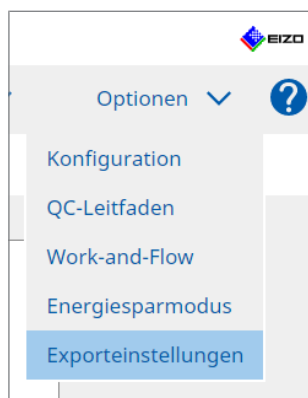 EIZO
Optionen
Konfiguration
QC-Leitfaden
Work-and-Flow
Energiesparmodus
Exporteinstellungen